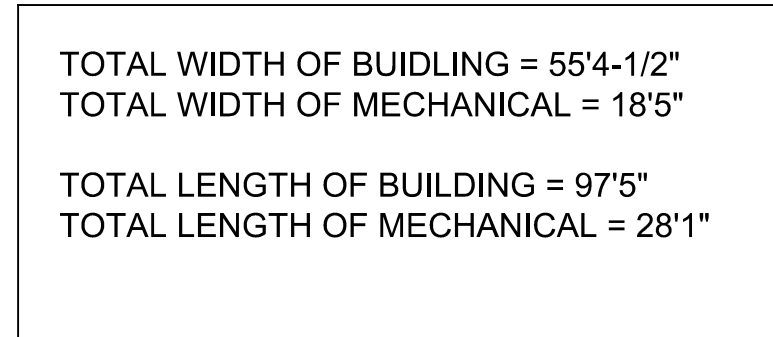 TOTAL WIDTH OF BUIDLING = 55'4-1/2"
TOTAL WIDTH OF MECHANICAL = 18'5"
TOTAL LENGTH OF BUILDING = 97'5"
TOTAL LENGTH OF MECHANICAL = 28'1"